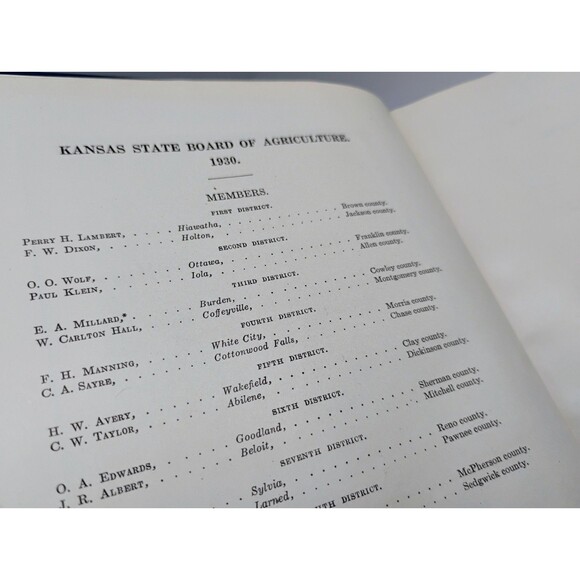 KANSAS STATE BOARD OF AGRICULTURE.
1930.
MEMBERS.
FIRST DISTRICT.
PERRY H. LAMBERT, . . . . Hiawatha, . . . . . . . . . . . Brown county.
F. W. DIXON, . . . . . . Holton, . . . . . . . . . . . . Jackson county.
SECOND DISTRICT.
O. O. WOLF, . . . . . . . Ottawa, . . . . . . . . . . . . Franklin county.
PAUL KLEIN, . . . . . . . Iola, . . . . . . . . . . . . . Allen county.
THIRD DISTRICT.
E. A. MILLARD,* . . . . . Burden, . . . . . . . . . . . . Cowley county.
W. CARLTON HALL, . . . . Coffeyville, . . . . . . . . . . Montgomery county.
FOURTH DISTRICT.
F. H. MANNING, . . . . . White City, . . . . . . . . . . Morris county.
C. A. SAYRE, . . . . . . Cottonwood Falls, . . . . . . . Chase county.
FIFTH DISTRICT.
H. W. AVERY, . . . . . . Wakefield, . . . . . . . . . . . Clay county.
C. W. TAYLOR, . . . . . . Abilene, . . . . . . . . . . . . Dickinson county.
SIXTH DISTRICT.
O. A. EDWARDS, . . . . . Goodland, . . . . . . . . . . . Sherman county.
J. R. ALBERT, . . . . . . Beloit, . . . . . . . . . . . . Mitchell county.
SEVENTH DISTRICT.
Sylvia, . . . . . . . . . . . . Reno county.
Larned, . . . . . . . . . . . . Pawnee county.
DISTRICT.
McPherson county.
Sedgwick county.